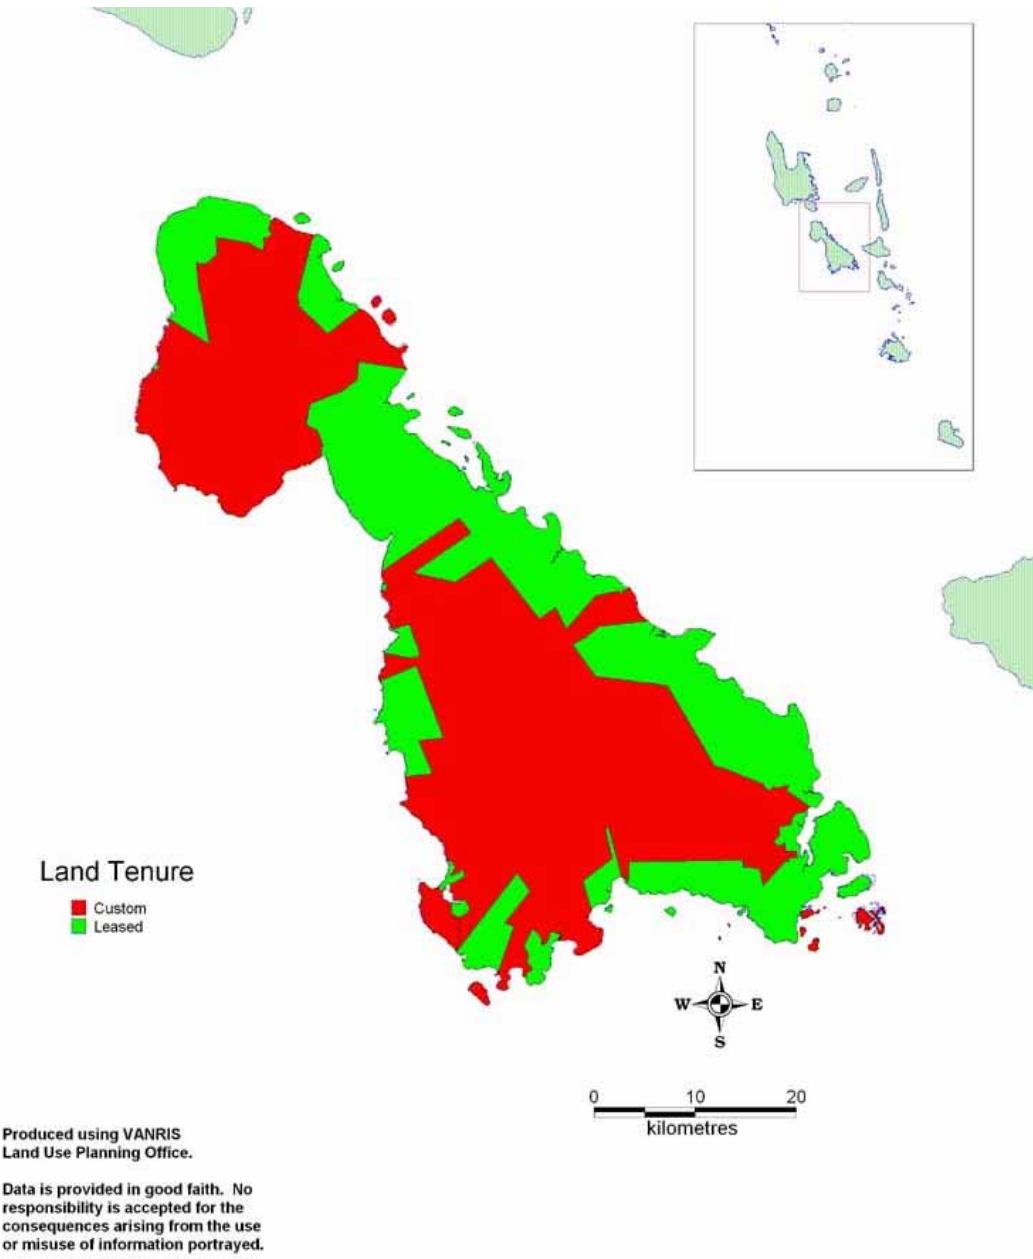 Land Tenure
Custom
Leased
N
W E
S
0 10 20
kilometres
Produced using VANRIS
Land Use Planning Office.
Data is provided in good faith. No
responsibility is accepted for the
consequences arising from the use
or misuse of information portrayed.